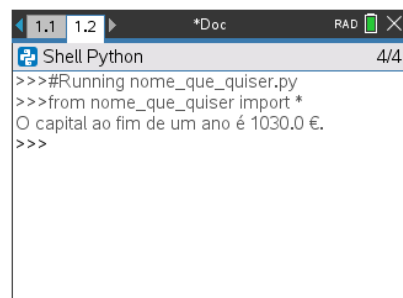 1.1 1.2 *Doc RAD
Shell Python 4/4
>>>#Running nome_que_quiser.py
>>>from nome_que_quiser import *
O capital ao fim de um ano é 1030.0 €.
>>>